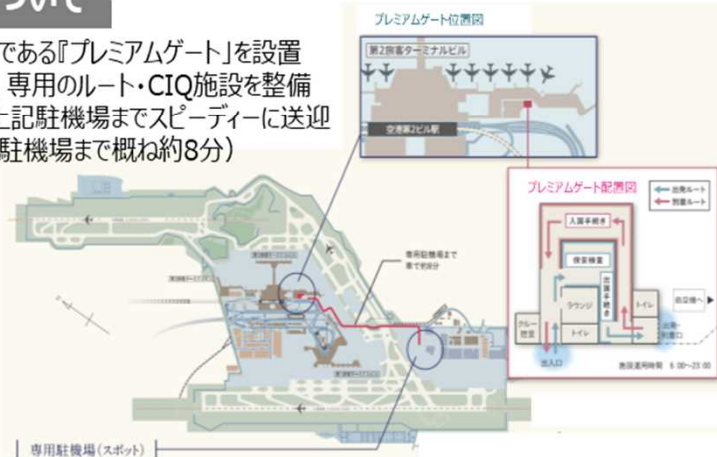 ついて
である『プレミアムゲート』を設置
専用のルート・CIQ施設を整備
上記駐機場までスピーディーに送迎
駐機場まで概ね約8分)
プレミアムゲート位置図
第2旅客ターミナルビル
空港第2ビル駅
プレミアムゲート配置図
出発ルート
到着ルート
入国手続き
保安検査
出国手続き
ラウンジ
トイレ
トイレ
クルー
控室
出入口
出発・
到着口
航空機へ
施設運用時間 6:00~23:00
専用駐機場まで
車で約8分
専用駐機場(スポット)